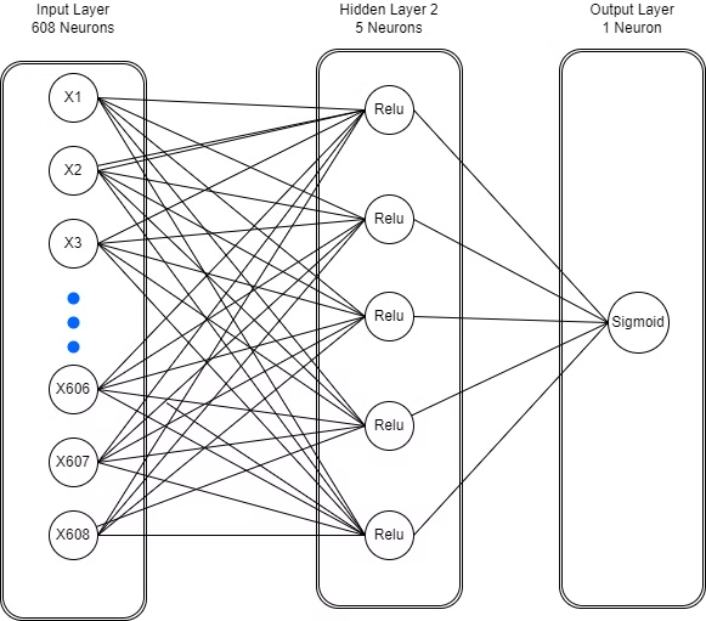 Input Layer
608 Neurons
Hidden Layer 2
5 Neurons
Output Layer
1 Neuron
X1
X2
X3
X606
X607
X608
Relu
Relu
Relu
Relu
Relu
Sigmoid